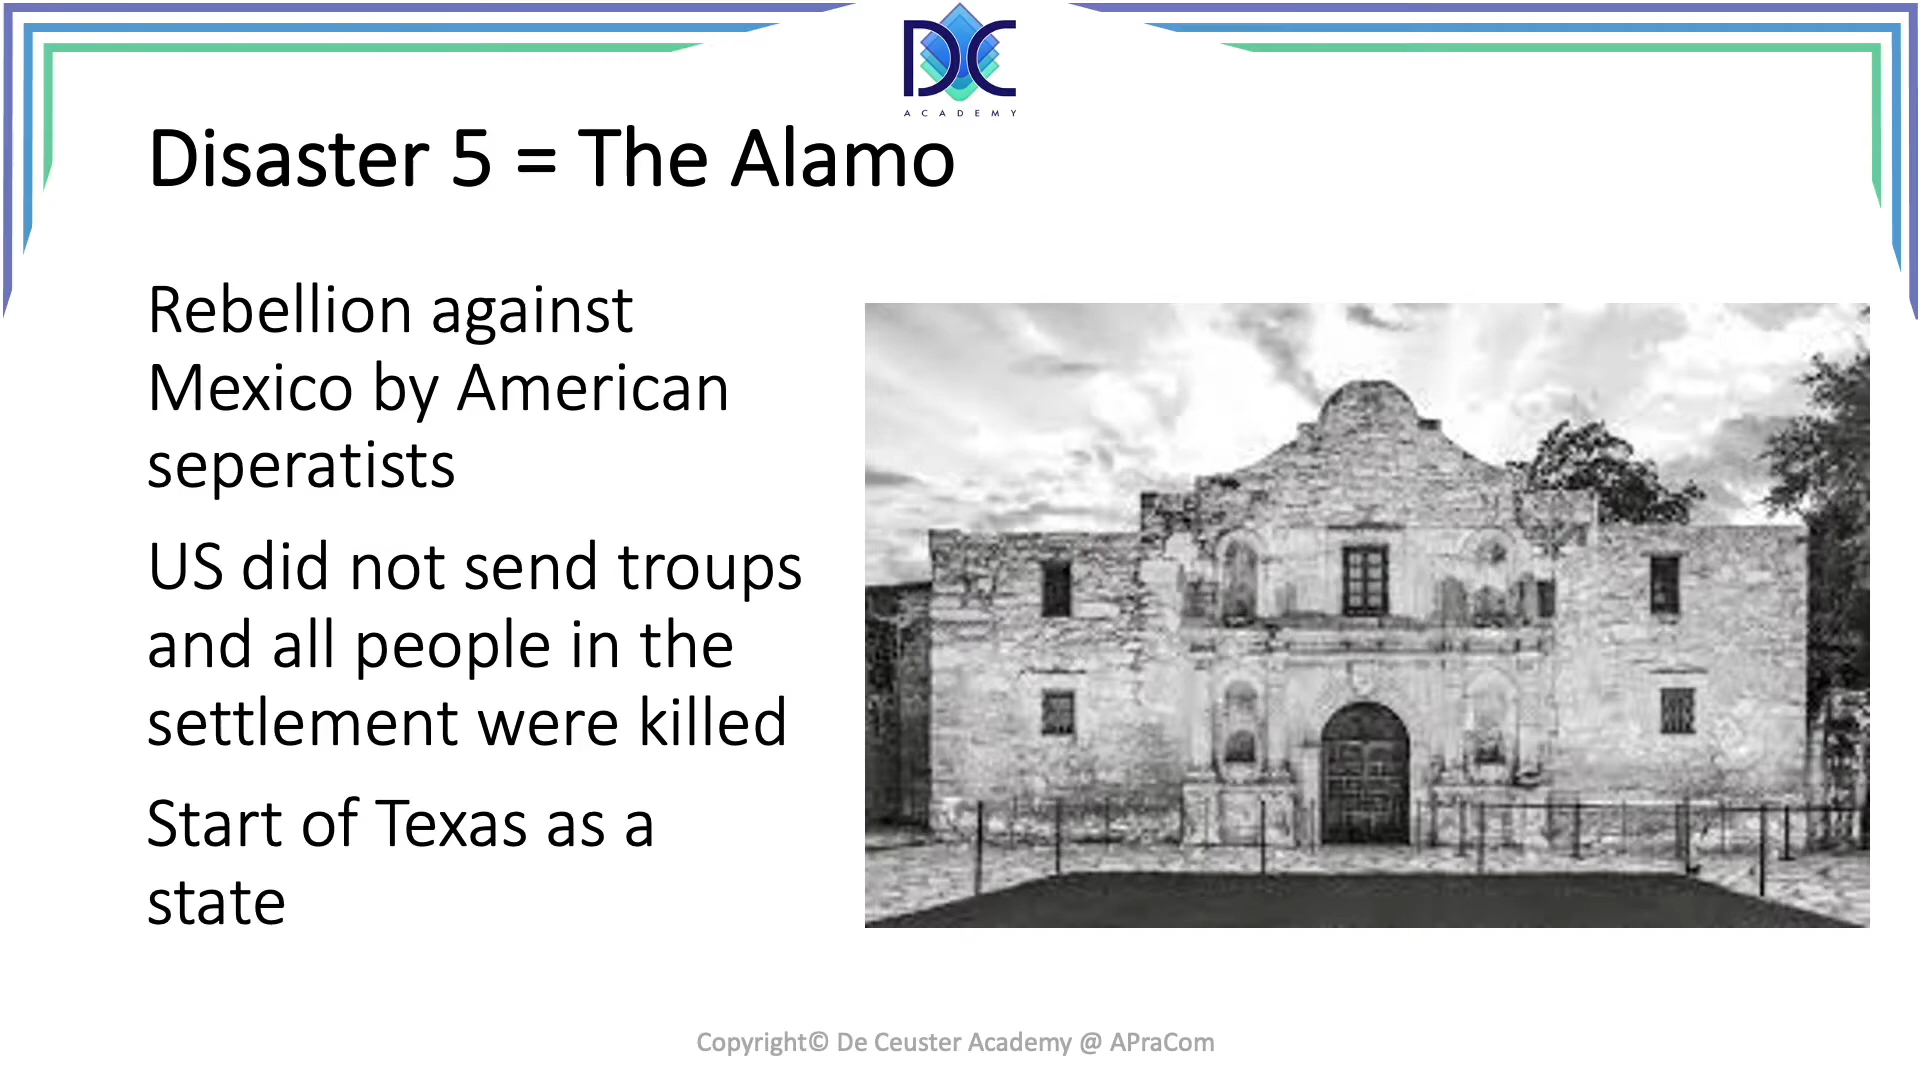 DC
ACADEMY
Disaster 5 = The Alamo
Rebellion against
Mexico by American
seperatists
US did not send troups
and all people in the
settlement were killed
Start of Texas as a
state
Copyright© De Ceuster Academy @ APraCom